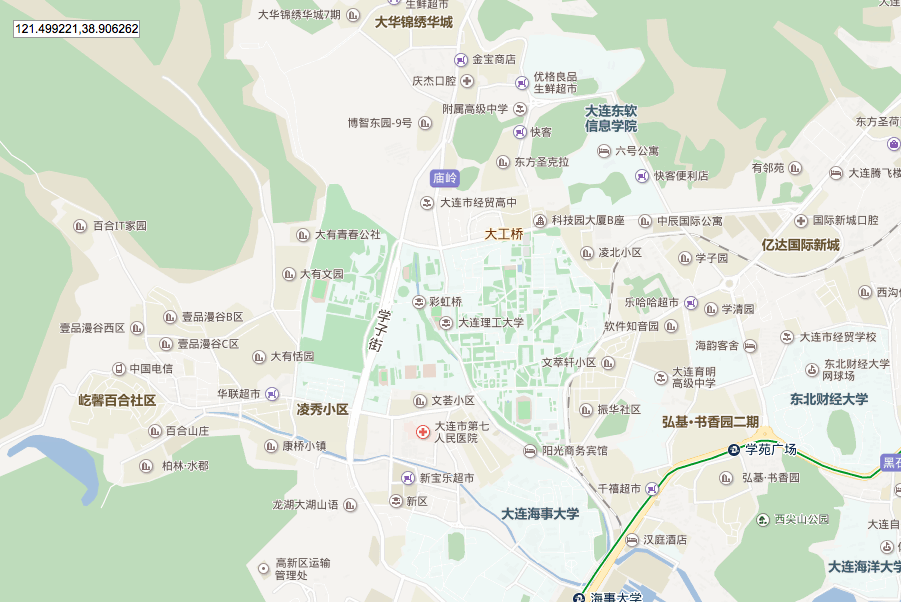 大连
生鲜超市
大华锦绣华城7期
大华锦绣华城
121.499221,38.906262
金宝商店
庆杰口腔
优格良品
生鲜超市
附属高级中学
大连东软
信息学院
博智东园-9号
快客
东方圣荷
六号公寓
东方圣克拉
有邻苑
大连腾飞楼
快客便利店
庙岭
大连市经贸高中
百合IT家园
科技园大厦B座
中辰国际公寓
国际新城口腔
大有青春公社
大工桥
亿达国际新城
凌北小区
学子园
大有文园
西沟
彩虹桥
乐哈哈超市
学清园
壹品漫谷B区
学子街
大连理工大学
软件知音园
壹品漫谷西区
大连市经贸学校
壹品漫谷C区
海韵客舍
大有恬园
文萃轩小区
东北财经大学
网球场
中国电信
大连育明
高级中学
华联超市
屹馨百合社区
文荟小区
东北财经大学
凌秀小区
振华社区
弘基·书香园二期
百合山庄
大连市第七
人民医院
康桥小镇
阳光商务宾馆
学苑广场
柏林·水郡
黑石
新宝乐超市
弘基·书香园
千禧超市
龙湖大湖山语
新区
大连海事大学
西尖山公园
大连自
汉庭酒店
高新区运输
管理处
大连海洋大学
海事大学